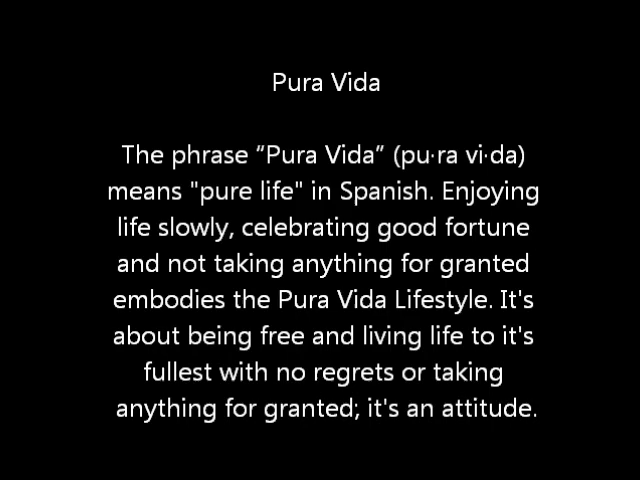 Pura Vida
The phrase “Pura Vida” (pu·ra vi·da)
means "pure life" in Spanish. Enjoying
life slowly, celebrating good fortune
and not taking anything for granted
embodies the Pura Vida Lifestyle. It's
about being free and living life to it's
fullest with no regrets or taking
anything for granted; it's an attitude.